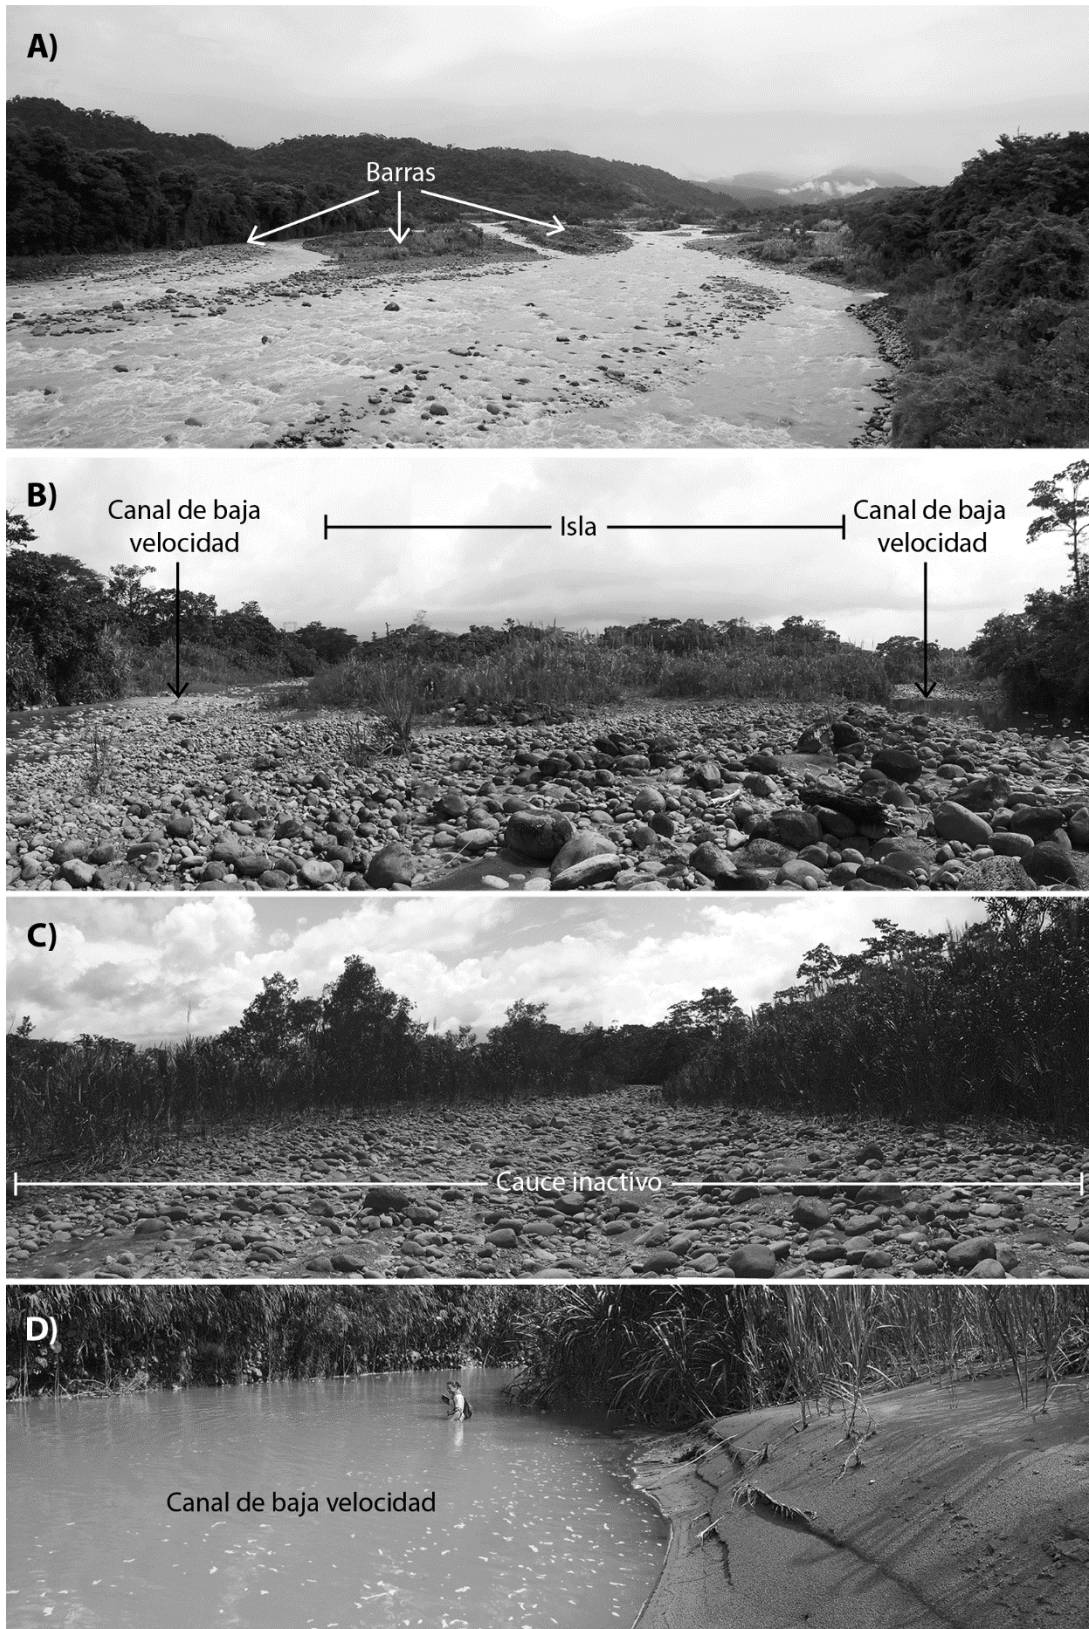 A)
Barras
B)
Canal de baja
velocidad
Isla
Canal de baja
velocidad
C)
Cauce inactivo
D)
Canal de baja velocidad